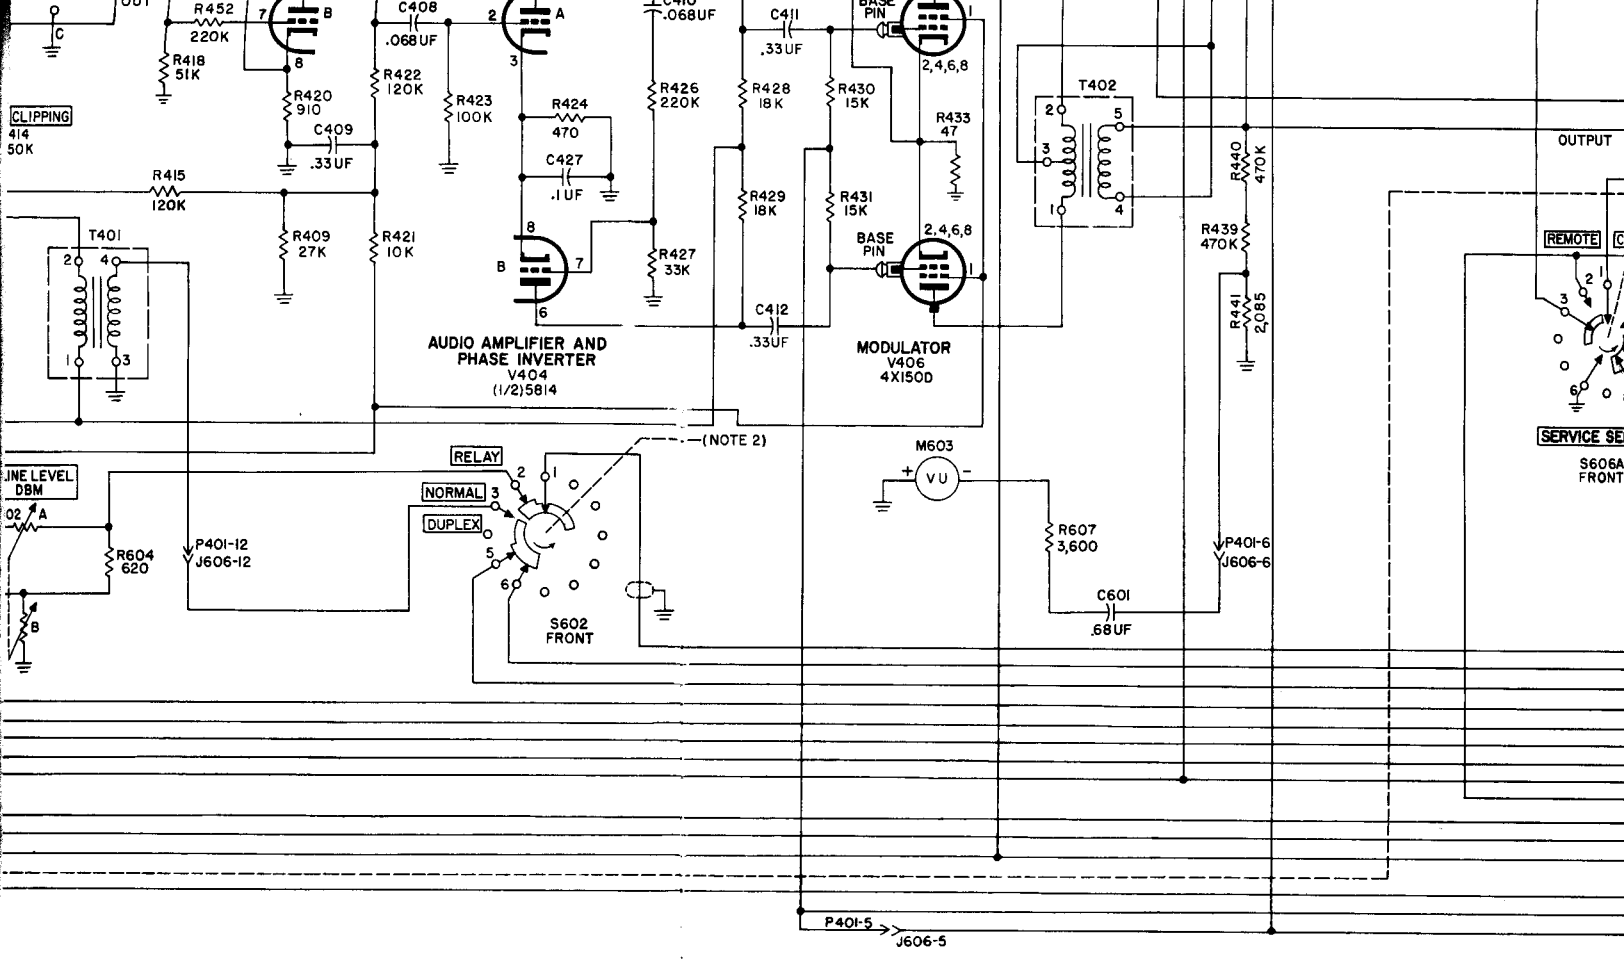 OUT
C
R452
220K
7
B
8
R418
51K
C408
.068UF
2
A
3
.068UF
C411
.33UF
BASE
PIN
1
2,4,6,8
R422
120K
R420
910
C409
.33UF
R423
100K
R424
470
C427
.1UF
R426
220K
R428
18K
R430
15K
R433
47
T402
2
5
3
1
4
R440
470K
OUTPUT
CLIPPING
414
50K
R415
120K
R409
27K
R421
10K
8
B
7
6
R427
33K
R429
18K
R431
15K
BASE
PIN
2,4,6,8
1
R439
470K
R441
2,085
T401
2
4
1
3
C412
.33UF
AUDIO AMPLIFIER AND
PHASE INVERTER
V404
(1/2)5814
MODULATOR
V406
4X150D
REMOTE
C
2
1
3
6
SERVICE SE
S606A
FRONT
(NOTE 2)
RELAY
NORMAL
DUPLEX
2
1
3
5
6
S602
FRONT
M603
+
VU
-
R607
3,600
C601
.68UF
P401-6
J606-6
INE LEVEL
DBM
02
A
R604
620
B
P401-12
J606-12
P401-5
J606-5